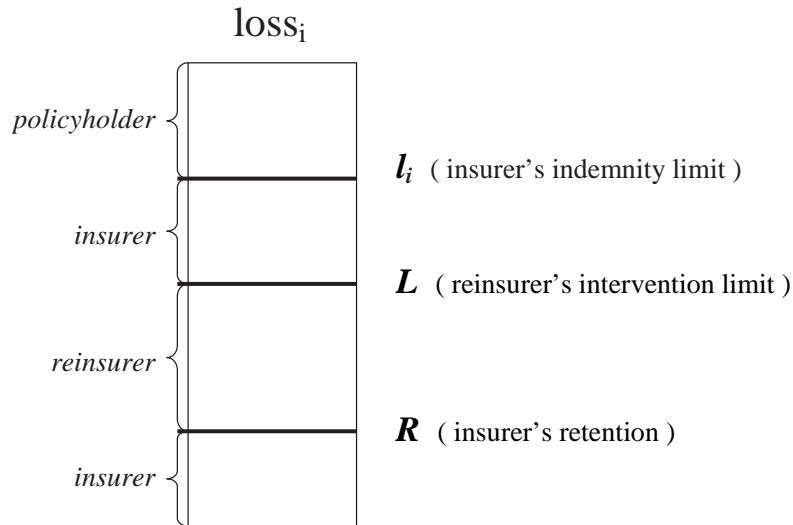 loss_i
policyholder
l_i ( insurer's indemnity limit )
insurer
L ( reinsurer's intervention limit )
reinsurer
R ( insurer's retention )
insurer